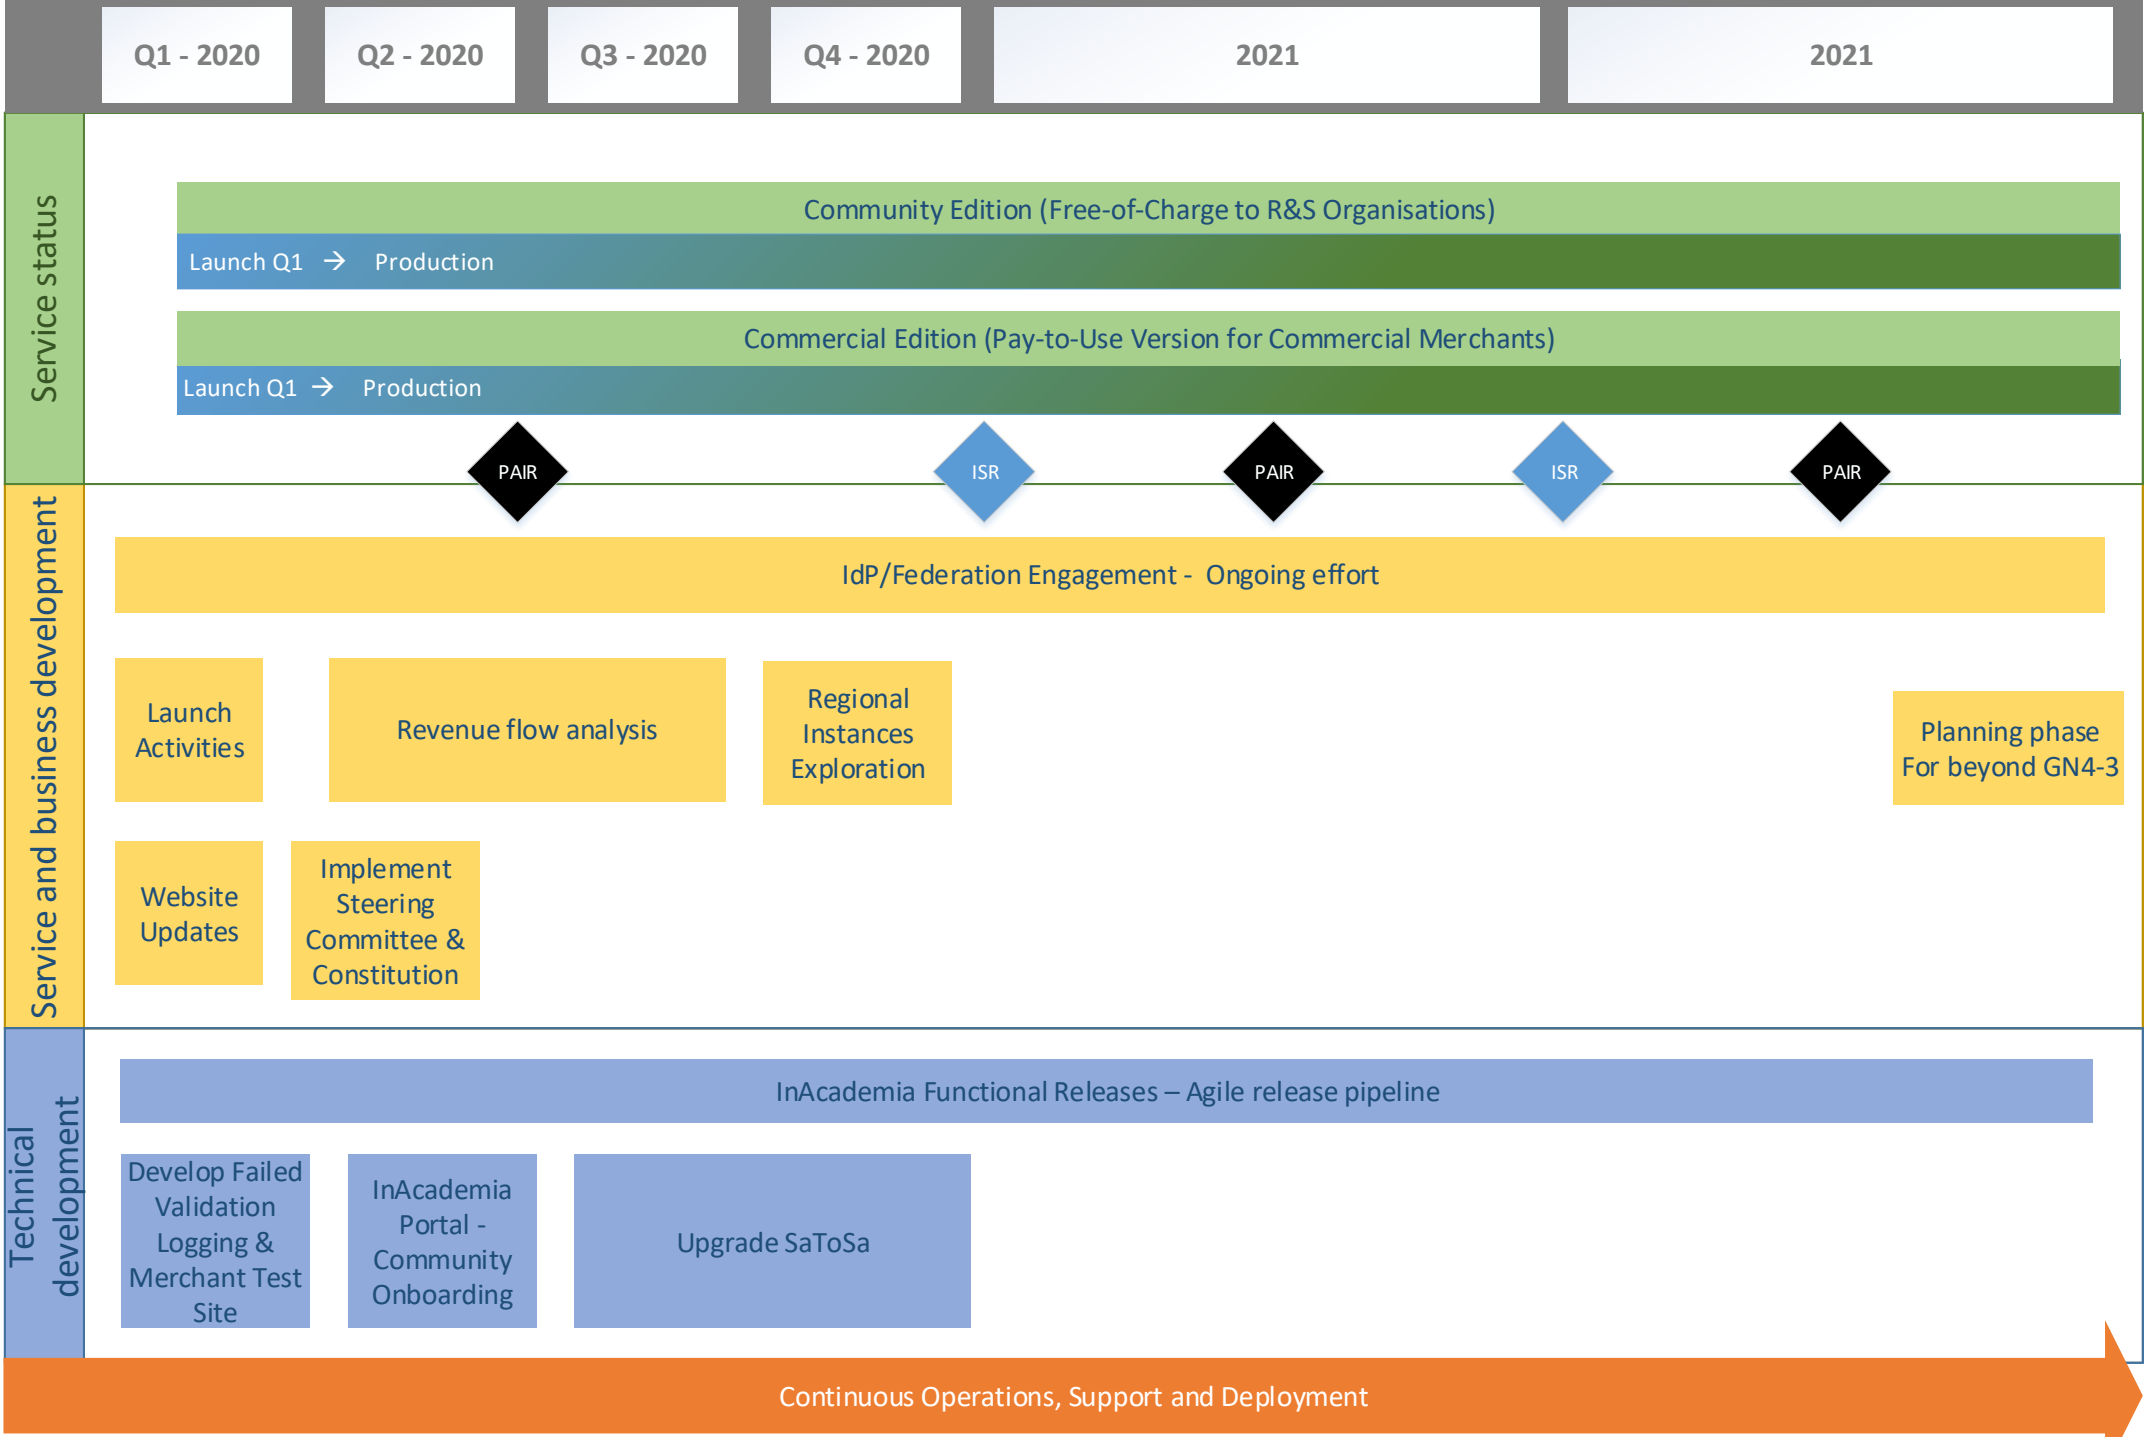 Q1 - 2020
Q2 - 2020
Q3 - 2020
Q4 - 2020
2021
2021
Service status
Community Edition (Free-of-Charge to R&S Organisations)
Launch Q1 → Production
Commercial Edition (Pay-to-Use Version for Commercial Merchants)
Launch Q1 → Production
PAIR
ISR
PAIR
ISR
PAIR
Service and business development
IdP/Federation Engagement - Ongoing effort
Launch
Activities
Revenue flow analysis
Regional
Instances
Exploration
Planning phase
For beyond GN4-3
Website
Updates
Implement
Steering
Committee &
Constitution
Technical
development
InAcademia Functional Releases – Agile release pipeline
Develop Failed
Validation
Logging &
Merchant Test
Site
InAcademia
Portal -
Community
Onboarding
Upgrade SaToSa
Continuous Operations, Support and Deployment